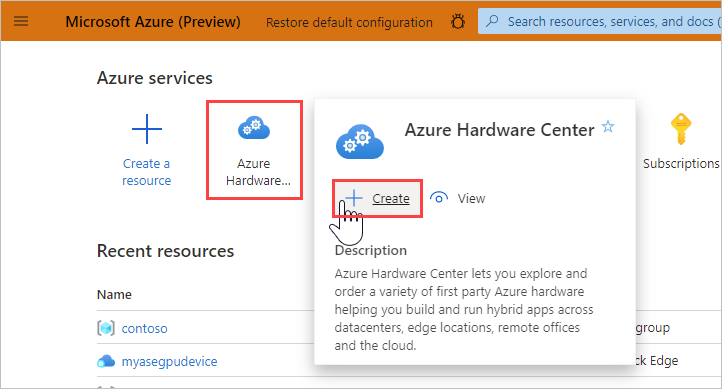 Microsoft Azure (Preview) Restore default configuration Search resources, services, and docs (
Azure services
Create a
resource
Azure
Hardware...
Azure Hardware Center
Create View
Description
Azure Hardware Center lets you explore and
order a variety of first party Azure hardware
helping you build and run hybrid apps across
datacenters, edge locations, remote offices
and the cloud.
Subscriptions
Recent resources
Name
contoso group
myasegpudevice ck Edge